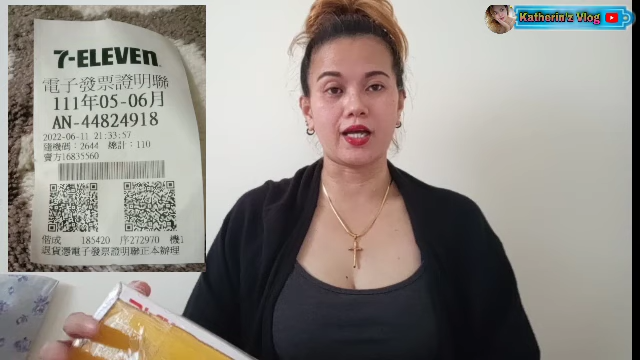 7-ELEVEN
電子發票證明聯
111年05-06月
AN-44824918
2022-06-11 21:33:57
隨機碼: 2644 總計: 110
賣方16835560
偕成 185420 序272970 機1
退貨憑電子發票證明聯正本辦理
Katherin'z Vlog